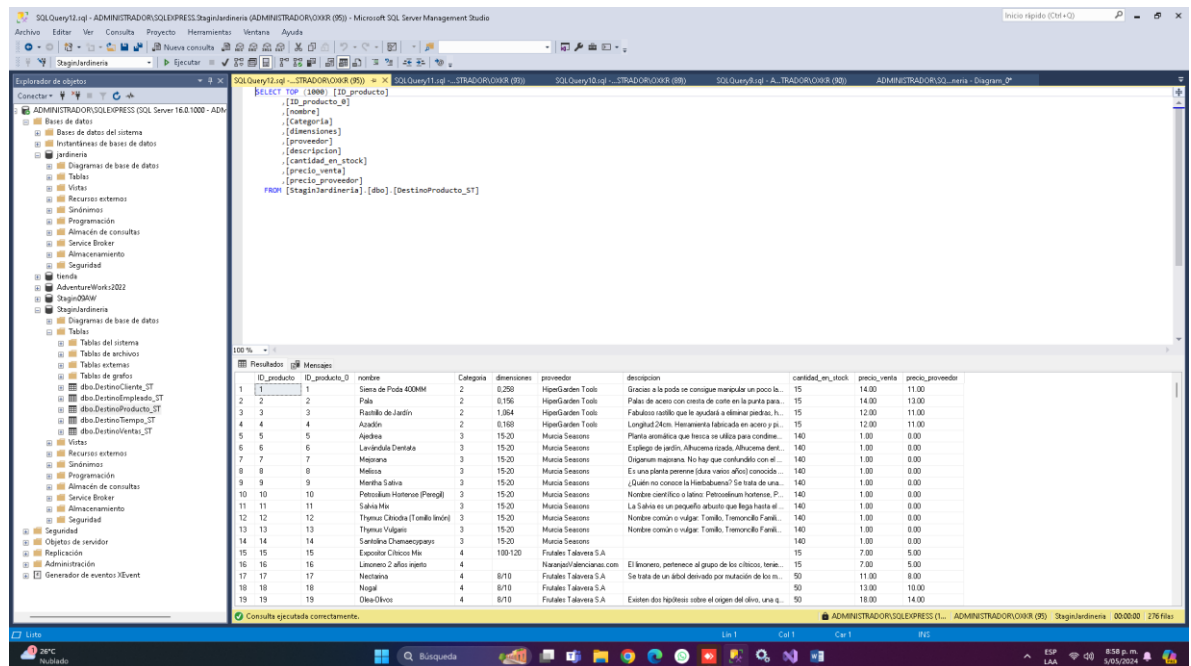 SQLQuery12.sql - ADMINISTRADOR\SQLEXPRESS.StaginJardineria (ADMINISTRADOR\OXKR (95)) - Microsoft SQL Server Management Studio
Inicio rápido (Ctrl+Q)
Archivo Editar Ver Consulta Proyecto Herramientas Ventana Ayuda
Nueva consulta
StaginJardineria Ejecutar
Explorador de objetos
SQLQuery12.sql -...STRADOR\OXKR (95)) SQLQuery11.sql -...STRADOR\OXKR (93)) SQLQuery10.sql -...STRADOR\OXKR (89)) SQLQuery9.sql - A...TRADOR\OXKR (90)) ADMINISTRADOR\SQ...neria - Diagram_0*
Conectar
ADMINISTRADOR\SQLEXPRESS (SQL Server 16.0.1000 - ADM
Bases de datos
Bases de datos del sistema
Instantáneas de bases de datos
jardineria
Diagramas de base de datos
Tablas
Vistas
Recursos externos
Sinónimos
Programación
Almacén de consultas
Service Broker
Almacenamiento
Seguridad
tienda
AdventureWorks2022
Stagin09AW
StaginJardineria
Diagramas de base de datos
Tablas
Tablas del sistema
Tablas de archivos
Tablas externas
Tablas de grafos
dbo.DestinoCliente_ST
dbo.DestinoEmpleado_ST
dbo.DestinoProducto_ST
dbo.DestinoTiempo_ST
dbo.DestinoVentas_ST
Vistas
Recursos externos
Sinónimos
Programación
Almacén de consultas
Service Broker
Almacenamiento
Seguridad
Seguridad
Objetos de servidor
Replicación
Administración
Generador de eventos XEvent
SELECT TOP (1000) [ID_producto]
,[ID_producto_0]
,[nombre]
,[Categoria]
,[dimensiones]
,[proveedor]
,[descripcion]
,[cantidad_en_stock]
,[precio_venta]
,[precio_proveedor]
FROM [StaginJardineria].[dbo].[DestinoProducto_ST]
100 %
Resultados Mensajes
ID_producto ID_producto_0 nombre Categoria dimensiones proveedor descripcion cantidad_en_stock precio_venta precio_proveedor
1 1 1 Sierra de Poda 400MM 2 0,258 HiperGarden Tools Gracias a la poda se consigue manipular un poco la... 15 14.00 11.00
2 2 2 Pala 2 0,156 HiperGarden Tools Palas de acero con cresta de corte en la punta para... 15 14.00 13.00
3 3 3 Rastrillo de Jardín 2 1,064 HiperGarden Tools Fabuloso rastillo que le ayudará a eliminar piedras, h... 15 12.00 11.00
4 4 4 Azadón 2 0,168 HiperGarden Tools Longitud:24cm. Herramienta fabricada en acero y pi... 15 12.00 11.00
5 5 5 Ajedrea 3 15-20 Murcia Seasons Planta aromática que fresca se utiliza para condime... 140 1.00 0.00
6 6 6 Lavándula Dentata 3 15-20 Murcia Seasons Espliego de jardín, Alhucema rizada, Alhucema dent... 140 1.00 0.00
7 7 7 Mejorana 3 15-20 Murcia Seasons Origanum majorana. No hay que confundirlo con el ... 140 1.00 0.00
8 8 8 Melissa 3 15-20 Murcia Seasons Es una planta perenne (dura varios años) conocida ... 140 1.00 0.00
9 9 9 Mentha Sativa 3 15-20 Murcia Seasons ¿Quién no conoce la Hierbabuena? Se trata de una... 140 1.00 0.00
10 10 10 Petrosilium Hortense (Peregil) 3 15-20 Murcia Seasons Nombre científico o latino: Petroselinum hortense, P... 140 1.00 0.00
11 11 11 Salvia Mix 3 15-20 Murcia Seasons La Salvia es un pequeño arbusto que llega hasta el ... 140 1.00 0.00
12 12 12 Thymus Citriodra (Tomillo limón) 3 15-20 Murcia Seasons Nombre común o vulgar: Tomillo, Tremoncillo Famili... 140 1.00 0.00
13 13 13 Thymus Vulgaris 3 15-20 Murcia Seasons Nombre común o vulgar: Tomillo, Tremoncillo Famili... 140 1.00 0.00
14 14 14 Santolina Chamaecyparys 3 15-20 Murcia Seasons 140 1.00 0.00
15 15 15 Expositor Cítricos Mix 4 100-120 Frutales Talavera S.A 15 7.00 5.00
16 16 16 Limonero 2 años injerto 4 NaranjasValencianas.com El limonero, pertenece al grupo de los cítricos, tenie... 15 7.00 5.00
17 17 17 Nectarina 4 8/10 Frutales Talavera S.A Se trata de un árbol derivado por mutación de los m... 50 11.00 8.00
18 18 18 Nogal 4 8/10 Frutales Talavera S.A 50 13.00 10.00
19 19 19 Olea-Olivos 4 8/10 Frutales Talavera S.A Existen dos hipótesis sobre el origen del olivo, una q... 50 18.00 14.00
Consulta ejecutada correctamente. ADMINISTRADOR\SQLEXPRESS (1... ADMINISTRADOR\OXKR (95) StaginJardineria 00:00:00 276 filas
Listo Lín 1 Col 1 Car 1 INS
1 26°C
Nublado
Búsqueda
ESP
LAA
8:58 p. m.
5/05/2024